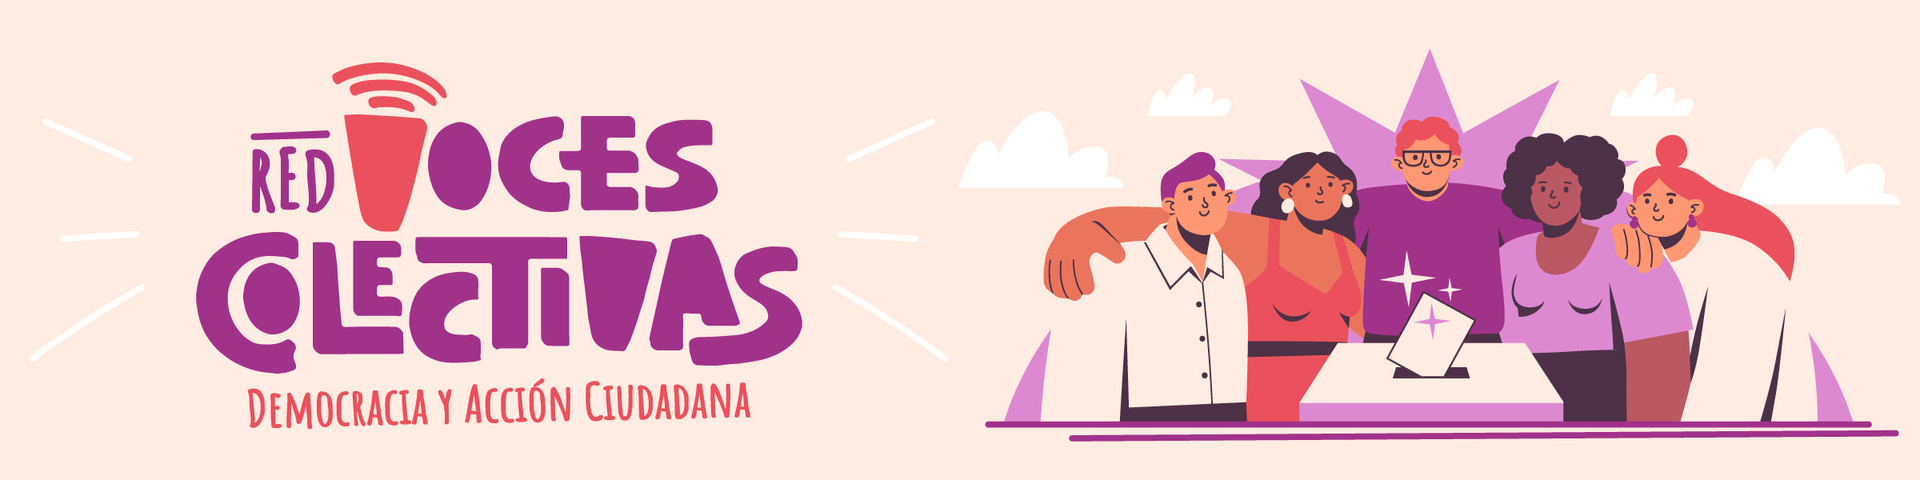 RED VOCES
COLECTIVAS
DEMOCRACIA Y ACCIÓN CIUDADANA